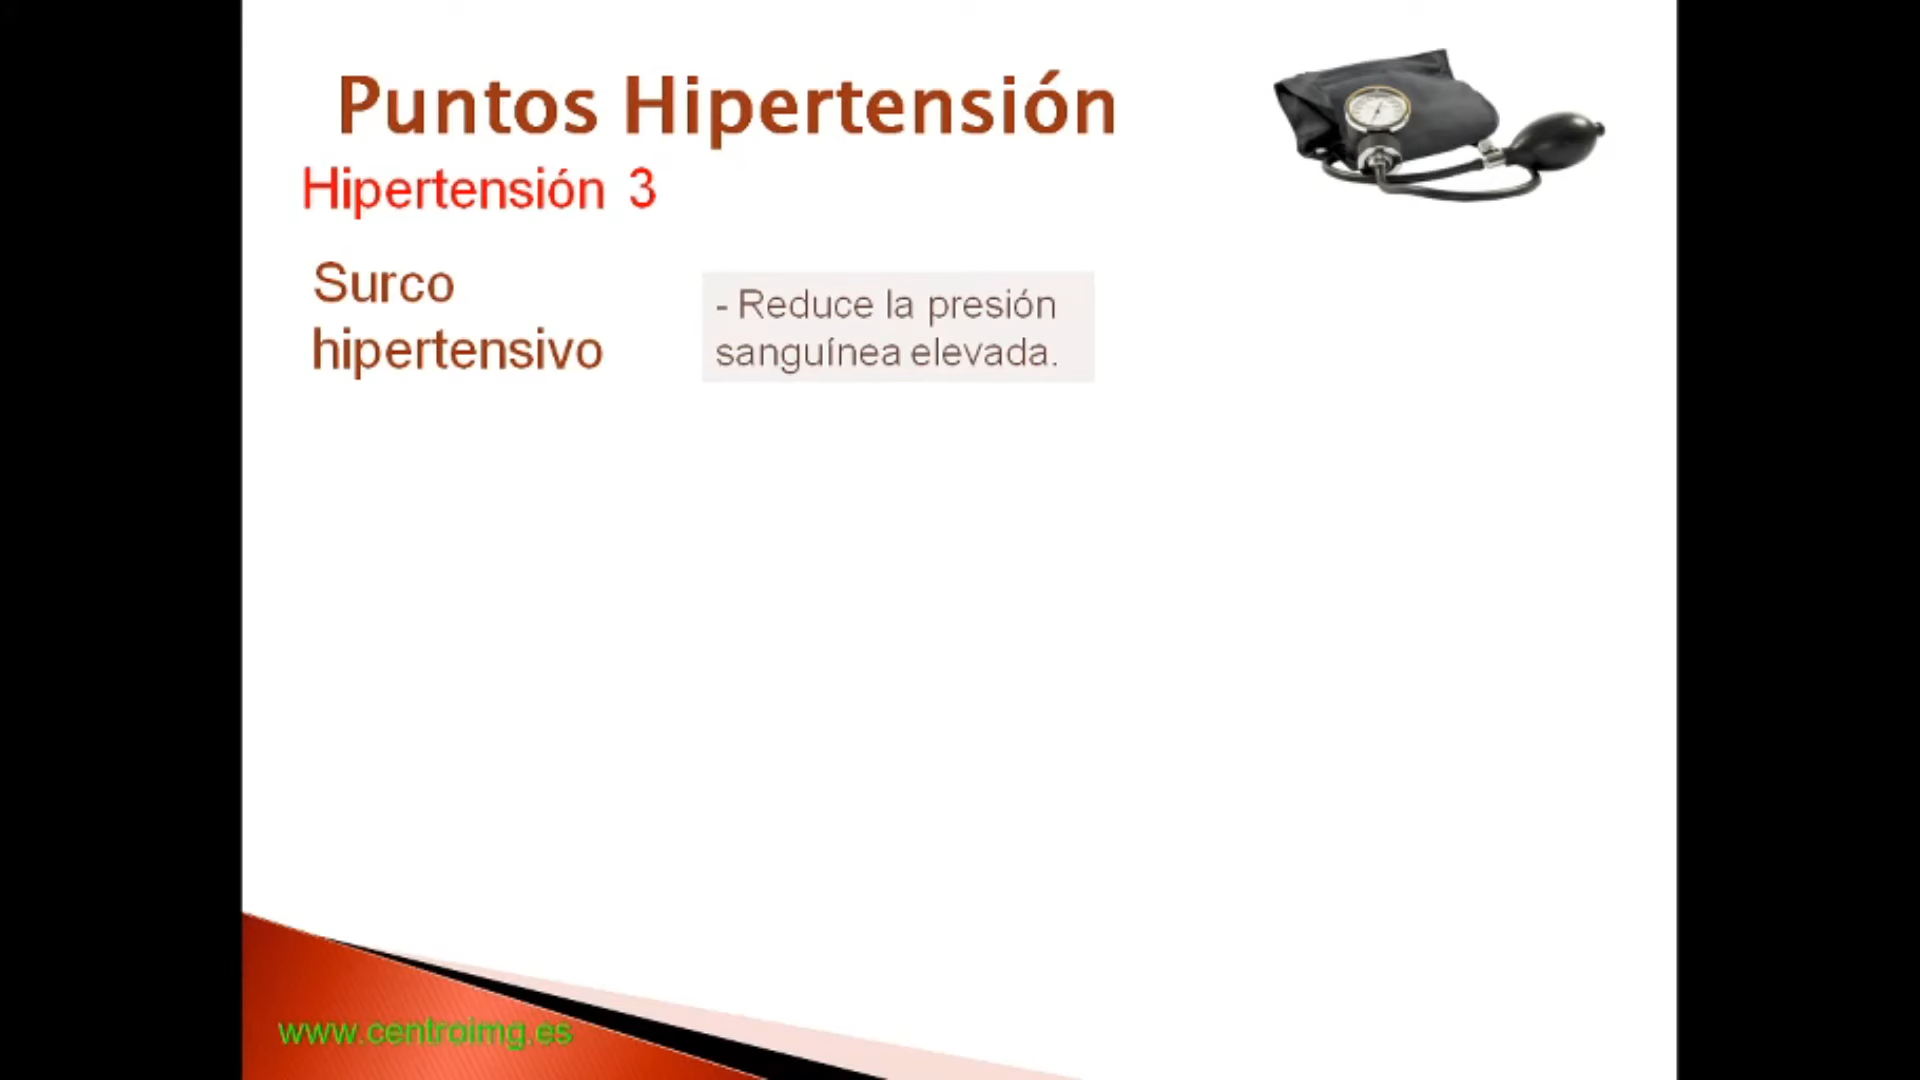 Puntos Hipertensión
Hipertensión 3
Surco
hipertensivo
- Reduce la presión
sanguínea elevada.
www.centroimg.es